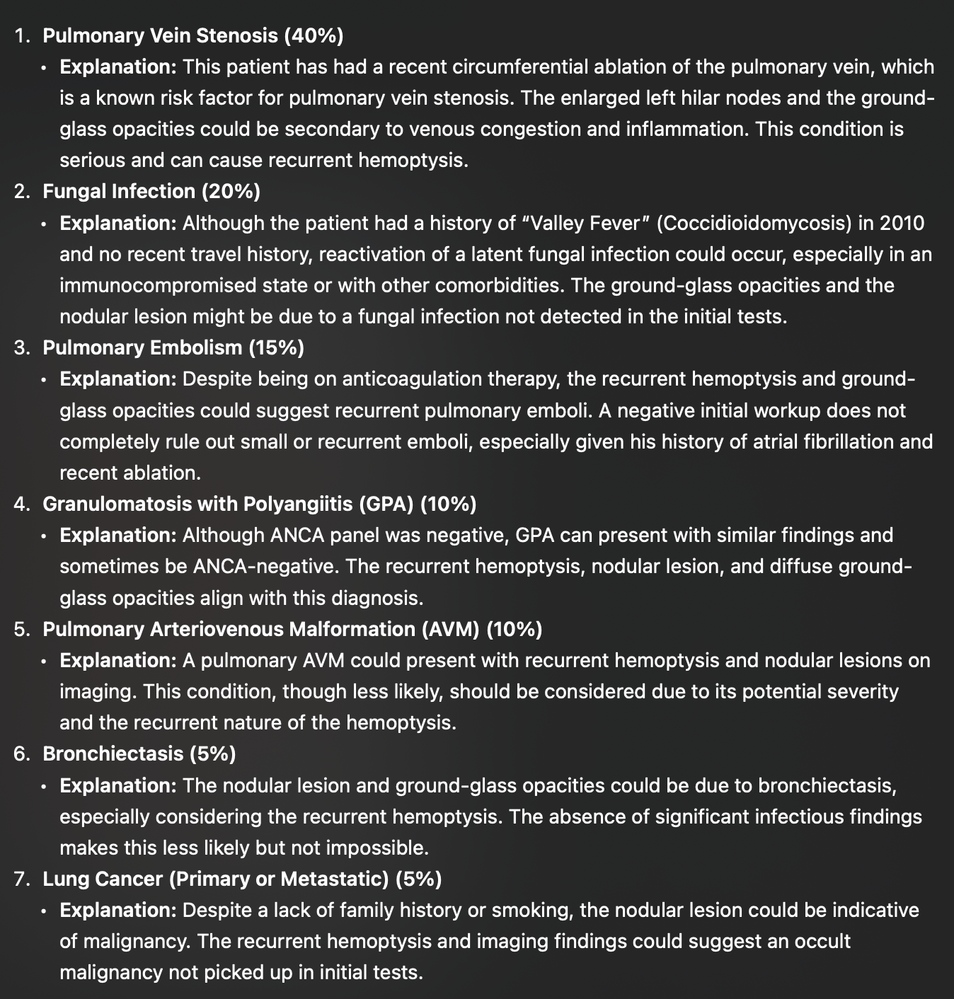 1. Pulmonary Vein Stenosis (40%)
• Explanation: This patient has had a recent circumferential ablation of the pulmonary vein, which
is a known risk factor for pulmonary vein stenosis. The enlarged left hilar nodes and the ground-
glass opacities could be secondary to venous congestion and inflammation. This condition is
serious and can cause recurrent hemoptysis.
2. Fungal Infection (20%)
• Explanation: Although the patient had a history of “Valley Fever” (Coccidioidomycosis) in 2010
and no recent travel history, reactivation of a latent fungal infection could occur, especially in an
immunocompromised state or with other comorbidities. The ground-glass opacities and the
nodular lesion might be due to a fungal infection not detected in the initial tests.
3. Pulmonary Embolism (15%)
• Explanation: Despite being on anticoagulation therapy, the recurrent hemoptysis and ground-
glass opacities could suggest recurrent pulmonary emboli. A negative initial workup does not
completely rule out small or recurrent emboli, especially given his history of atrial fibrillation and
recent ablation.
4. Granulomatosis with Polyangiitis (GPA) (10%)
• Explanation: Although ANCA panel was negative, GPA can present with similar findings and
sometimes be ANCA-negative. The recurrent hemoptysis, nodular lesion, and diffuse ground-
glass opacities align with this diagnosis.
5. Pulmonary Arteriovenous Malformation (AVM) (10%)
• Explanation: A pulmonary AVM could present with recurrent hemoptysis and nodular lesions on
imaging. This condition, though less likely, should be considered due to its potential severity
and the recurrent nature of the hemoptysis.
6. Bronchiectasis (5%)
• Explanation: The nodular lesion and ground-glass opacities could be due to bronchiectasis,
especially considering the recurrent hemoptysis. The absence of significant infectious findings
makes this less likely but not impossible.
7. Lung Cancer (Primary or Metastatic) (5%)
• Explanation: Despite a lack of family history or smoking, the nodular lesion could be indicative
of malignancy. The recurrent hemoptysis and imaging findings could suggest an occult
malignancy not picked up in initial tests.